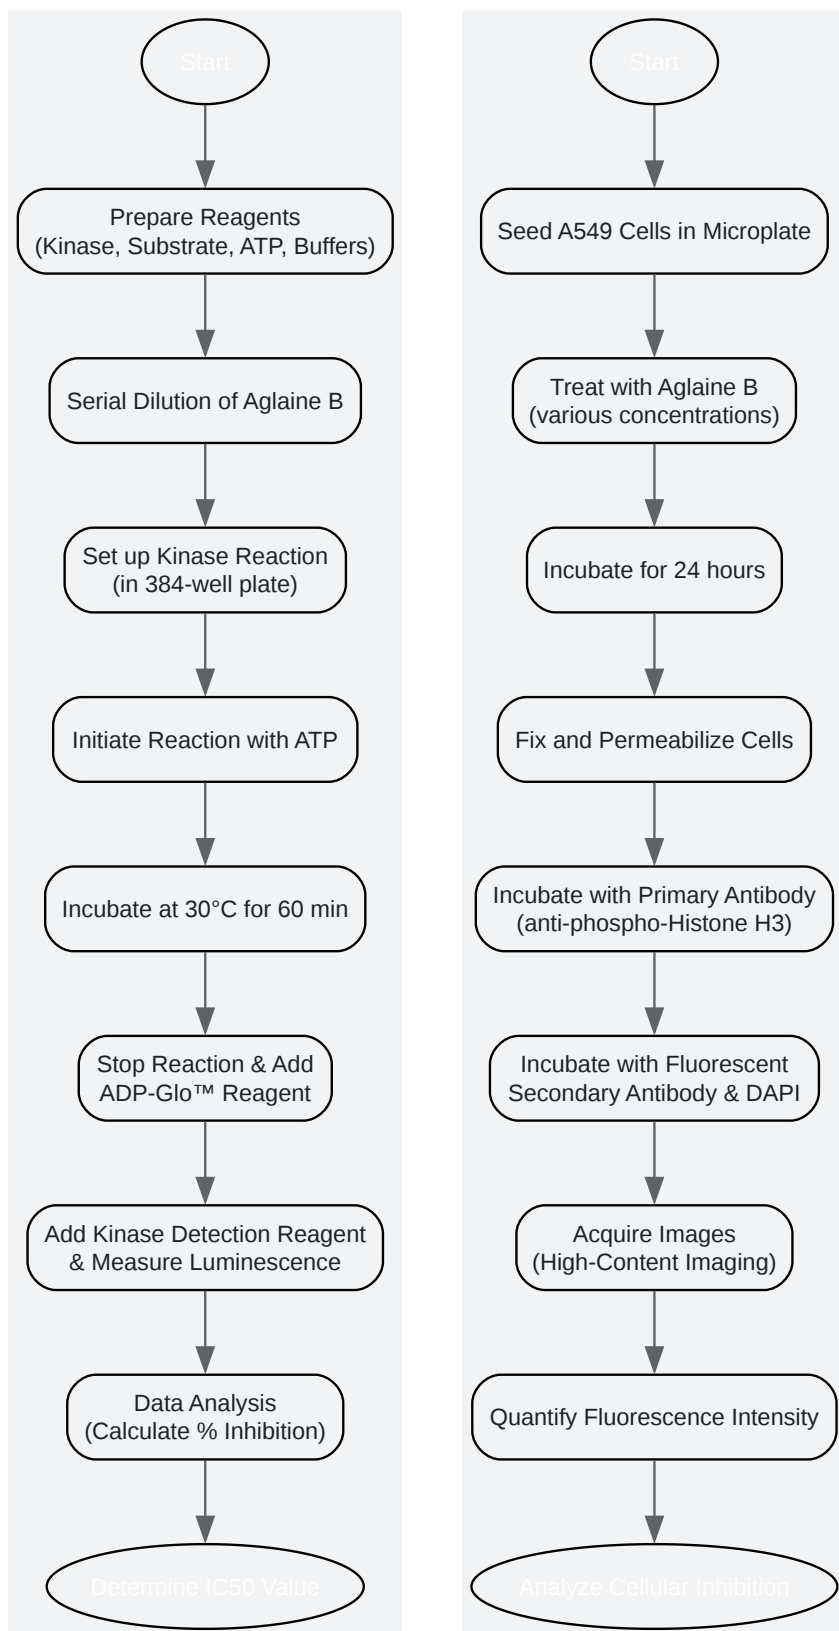 Start
Prepare Reagents
(Kinase, Substrate, ATP, Buffers)
Serial Dilution of Aglaine B
Set up Kinase Reaction
(in 384-well plate)
Initiate Reaction with ATP
Incubate at 30°C for 60 min
Stop Reaction & Add
ADP-Glo™ Reagent
Add Kinase Detection Reagent
& Measure Luminescence
Data Analysis
(Calculate % Inhibition)
Determine IC50 Value
Start
Seed A549 Cells in Microplate
Treat with Aglaine B
(various concentrations)
Incubate for 24 hours
Fix and Permeabilize Cells
Incubate with Primary Antibody
(anti-phospho-Histone H3)
Incubate with Fluorescent
Secondary Antibody & DAPI
Acquire Images
(High-Content Imaging)
Quantify Fluorescence Intensity
Analyze Cellular Inhibition